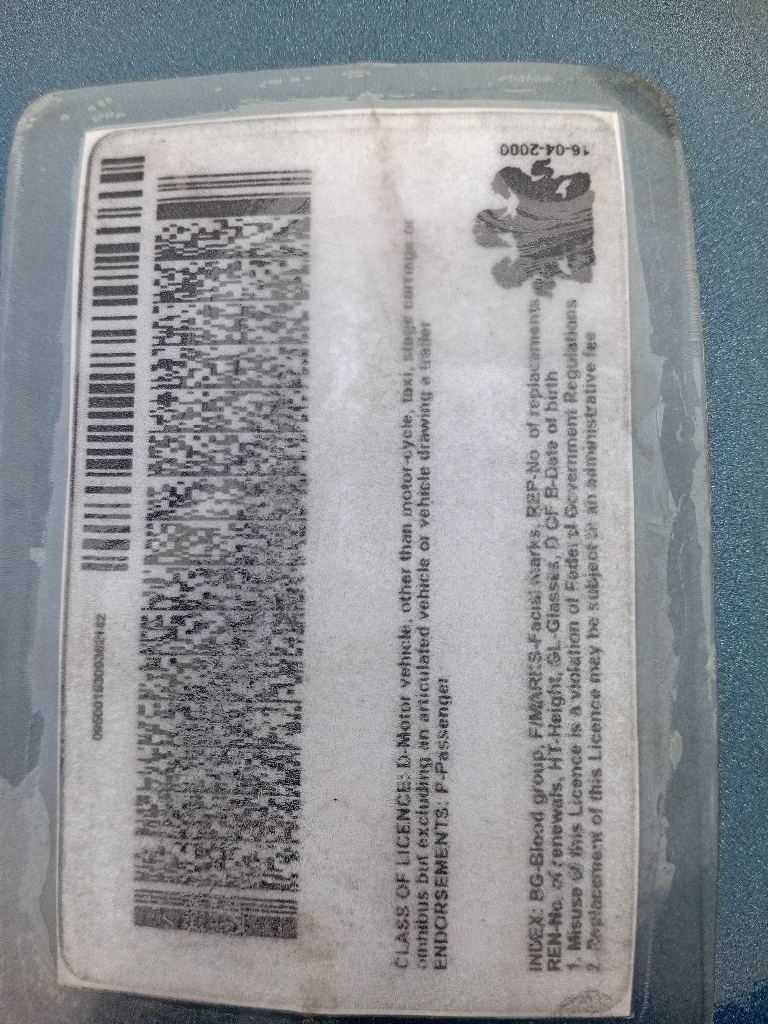 CLASS OF LICENCE: D-Motor vehicle, other than motor-cycle, taxi, stage carriage or
omnibus but excluding an articulated vehicle or vehicle drawing a trailer
ENDORSEMENTS: P-Passenger
INDEX: BG-Blood group, F/MARKS-Facial marks, REP-No of replacements
REN-No. of renewals, HT-Height, GL-Glasses, D OF B-Date of birth
1. Misuse of this Licence is a violation of Federal Government Regulations
2. Replacement of this Licence may be subject to an administrative fee
16-04-2000